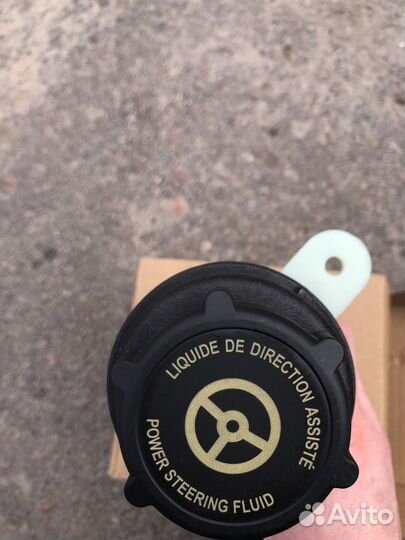 LIQUIDE DE DIRECTION ASSISTÉ
POWER STEERING FLUID
Avito